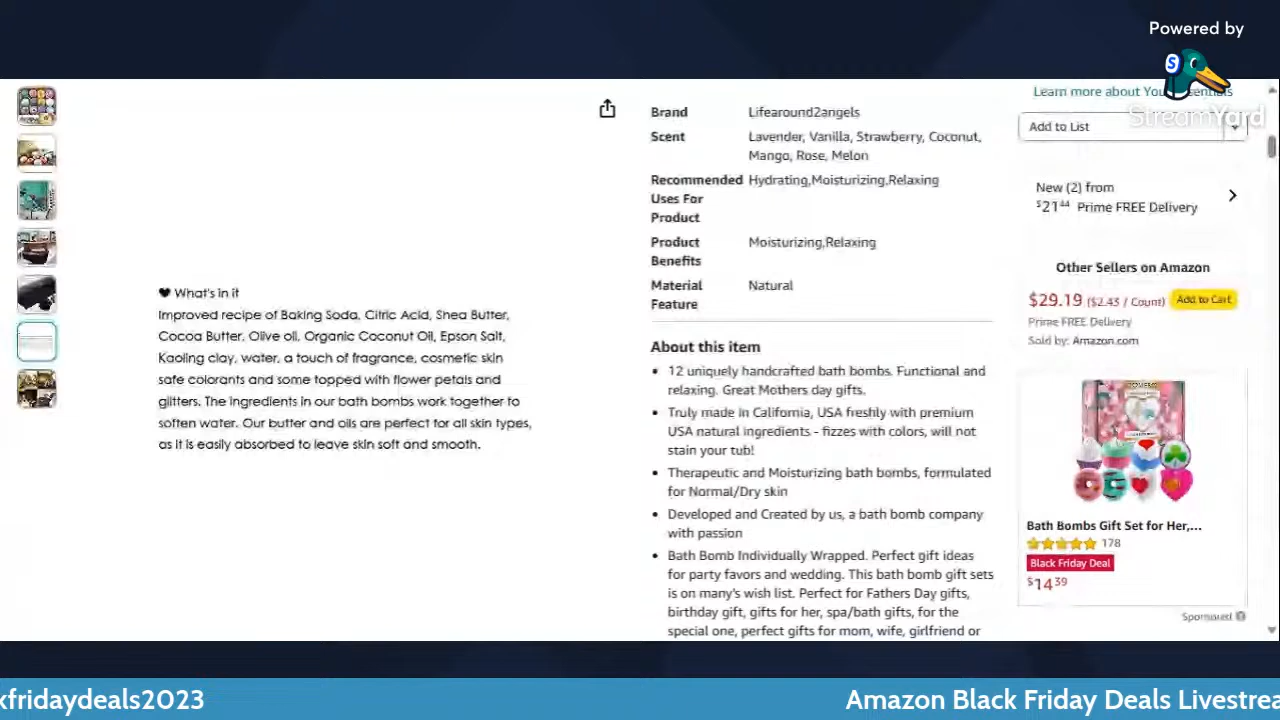 Powered by
StreamYard
Learn more about You
Add to List
Brand Lifearound2angels
Scent Lavender, Vanilla, Strawberry, Coconut,
Mango, Rose, Melon
Recommended Hydrating,Moisturizing,Relaxing
Uses For
Product
Product Moisturizing,Relaxing
Benefits
Material Natural
Feature
New (2) from
$21 44 Prime FREE Delivery
Other Sellers on Amazon
$29.19 ($2.43 / Count) Add to Cart
Prime FREE Delivery
Sold by: Amazon.com
♥ What's in it
Improved recipe of Baking Soda, Citric Acid, Shea Butter,
Cocoa Butter, Olive oil, Organic Coconut Oil, Epson Salt,
Kaoling clay, water, a touch of fragrance, cosmetic skin
safe colorants and some topped with flower petals and
glitters. The ingredients in our bath bombs work together to
soften water. Our butter and oils are perfect for all skin types,
as it is easily absorbed to leave skin soft and smooth.
About this item
• 12 uniquely handcrafted bath bombs. Functional and
relaxing. Great Mothers day gifts.
• Truly made in California, USA freshly with premium
USA natural ingredients - fizzes with colors, will not
stain your tub!
• Therapeutic and Moisturizing bath bombs, formulated
for Normal/Dry skin
• Developed and Created by us, a bath bomb company
with passion
• Bath Bomb Individually Wrapped. Perfect gift ideas
for party favors and wedding. This bath bomb gift sets
is on many's wish list. Perfect for Fathers Day gifts,
birthday gift, gifts for her, spa/bath gifts, for the
special one, perfect gifts for mom, wife, girlfriend or
Bath Bombs Gift Set for Her,...
178
Black Friday Deal
$14 39
Sponsored
kfridaydeals2023
Amazon Black Friday Deals Livestrea